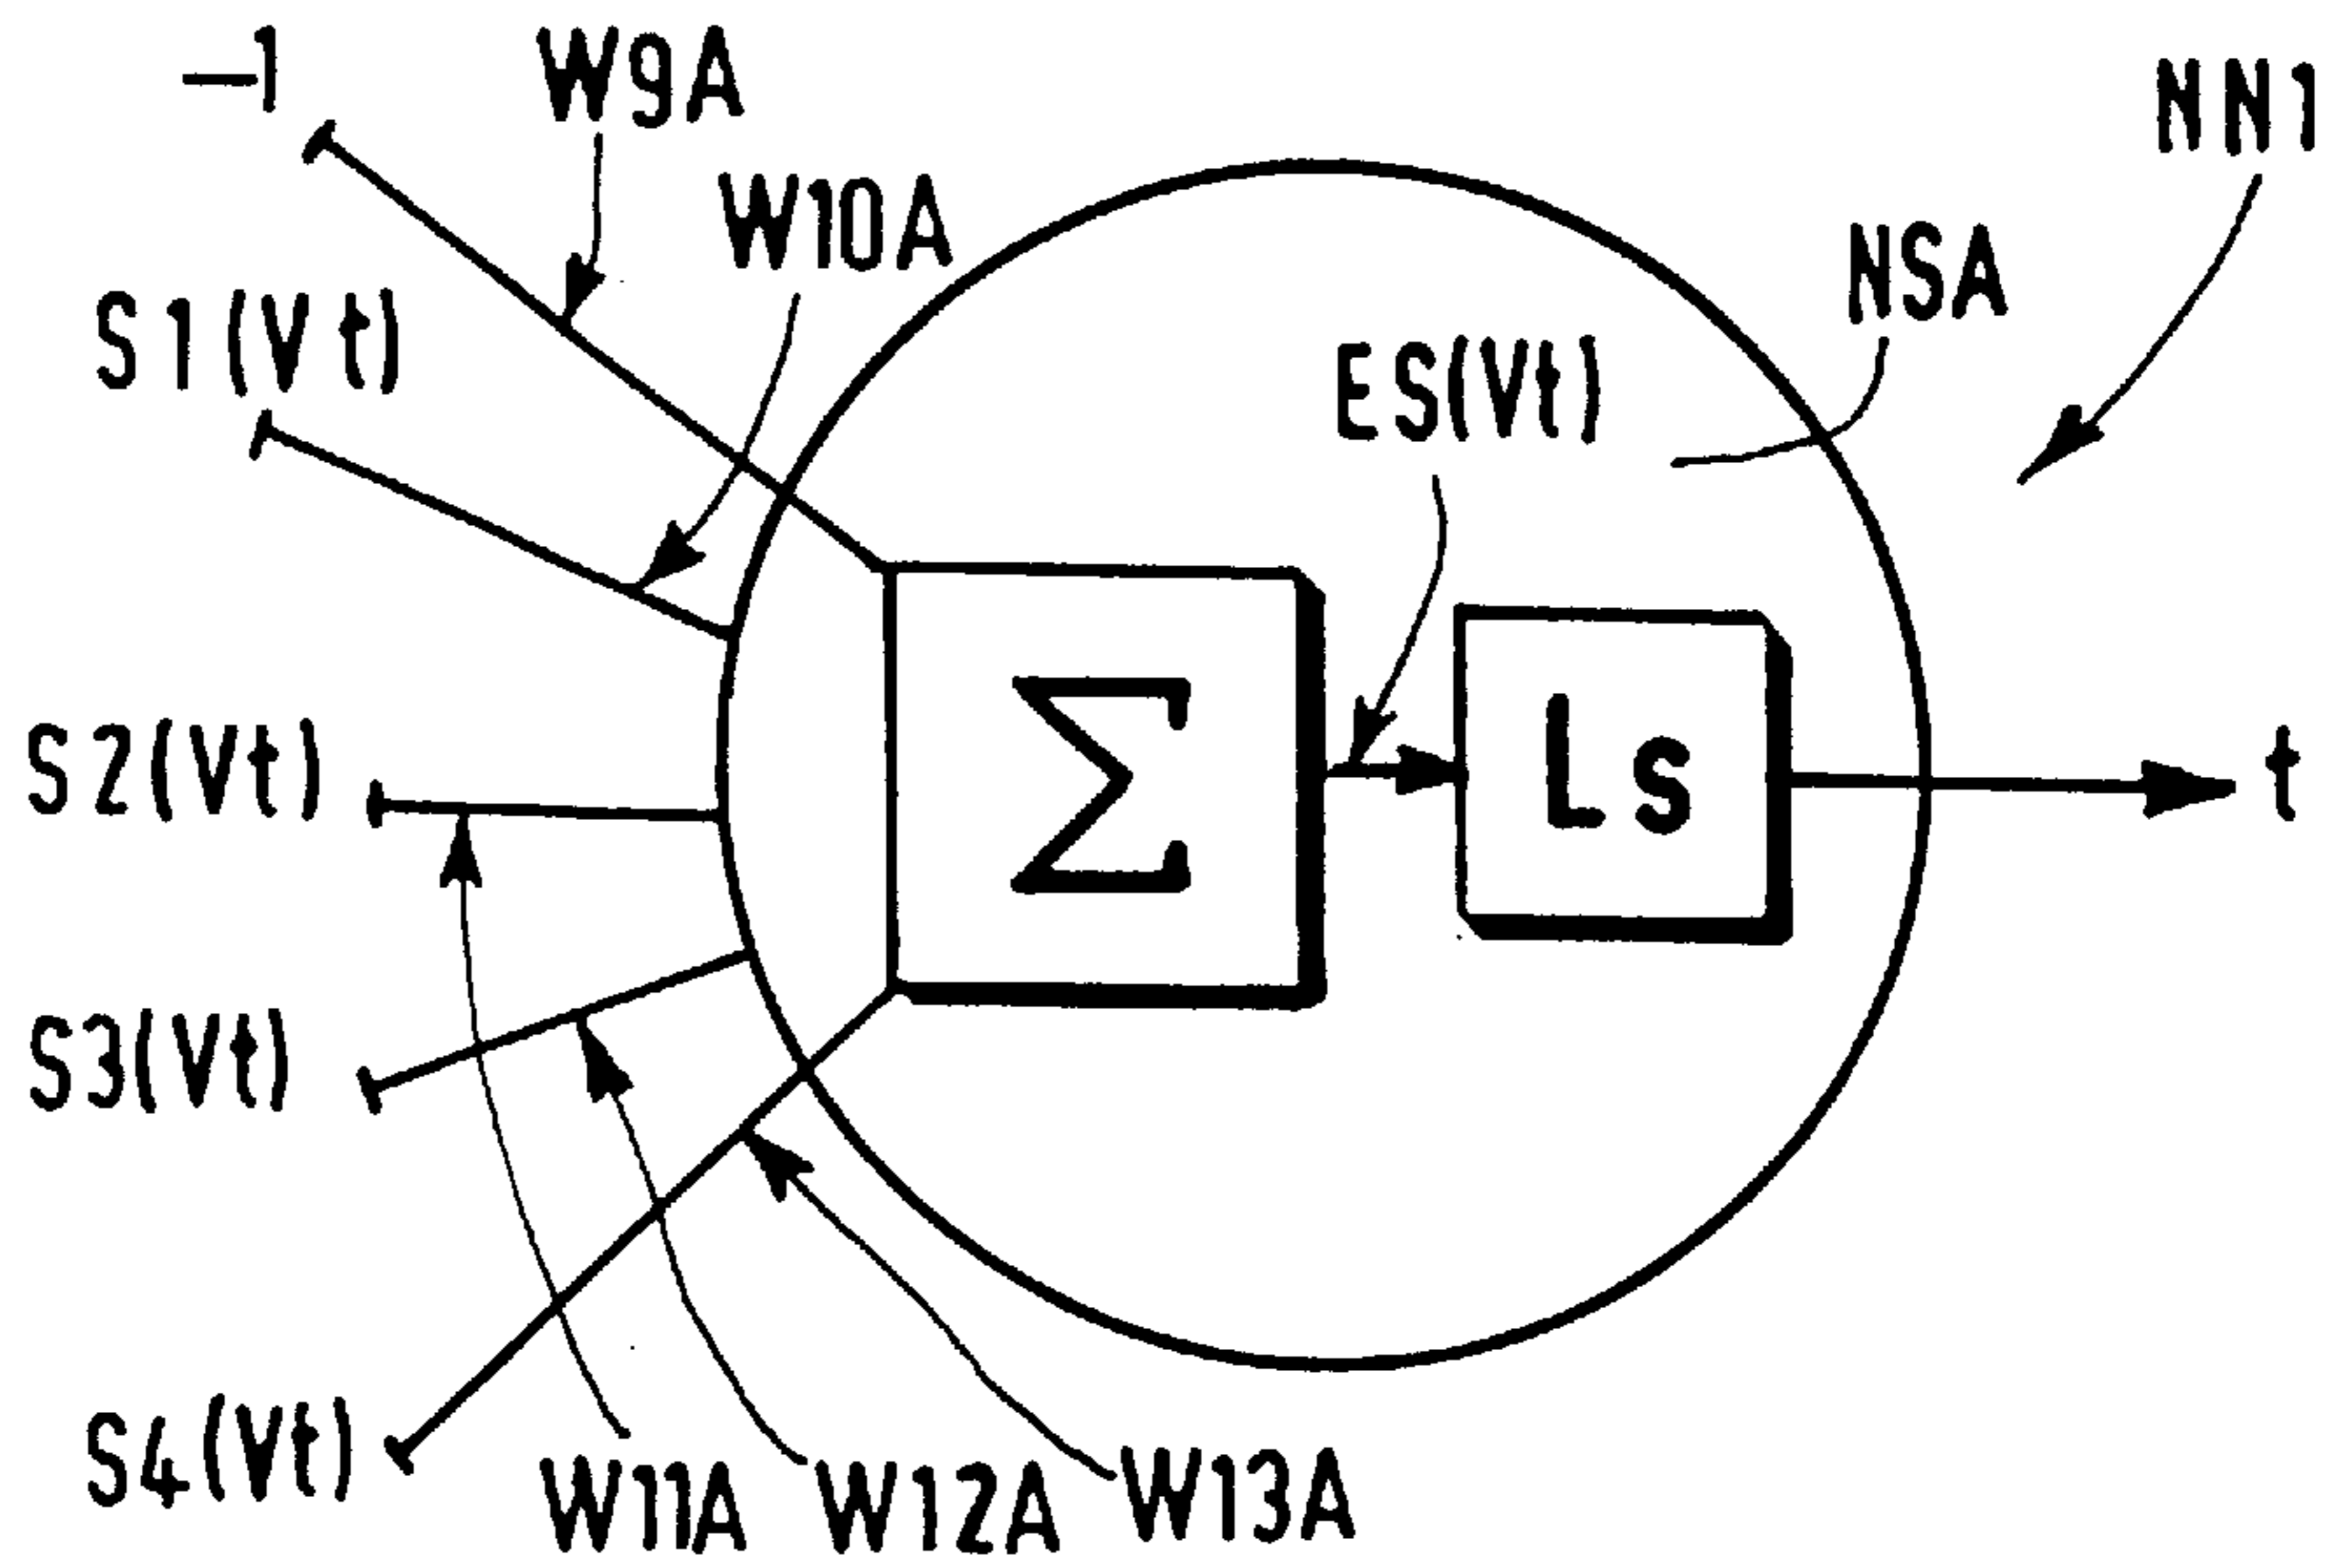 —1
W9A
NN1
W10A
NSA
S1(Vt)
ES(Vt)
Σ
Ls
S2(Vt)
t
S3(Vt)
S4(Vt)
W11A
W12A
W13A